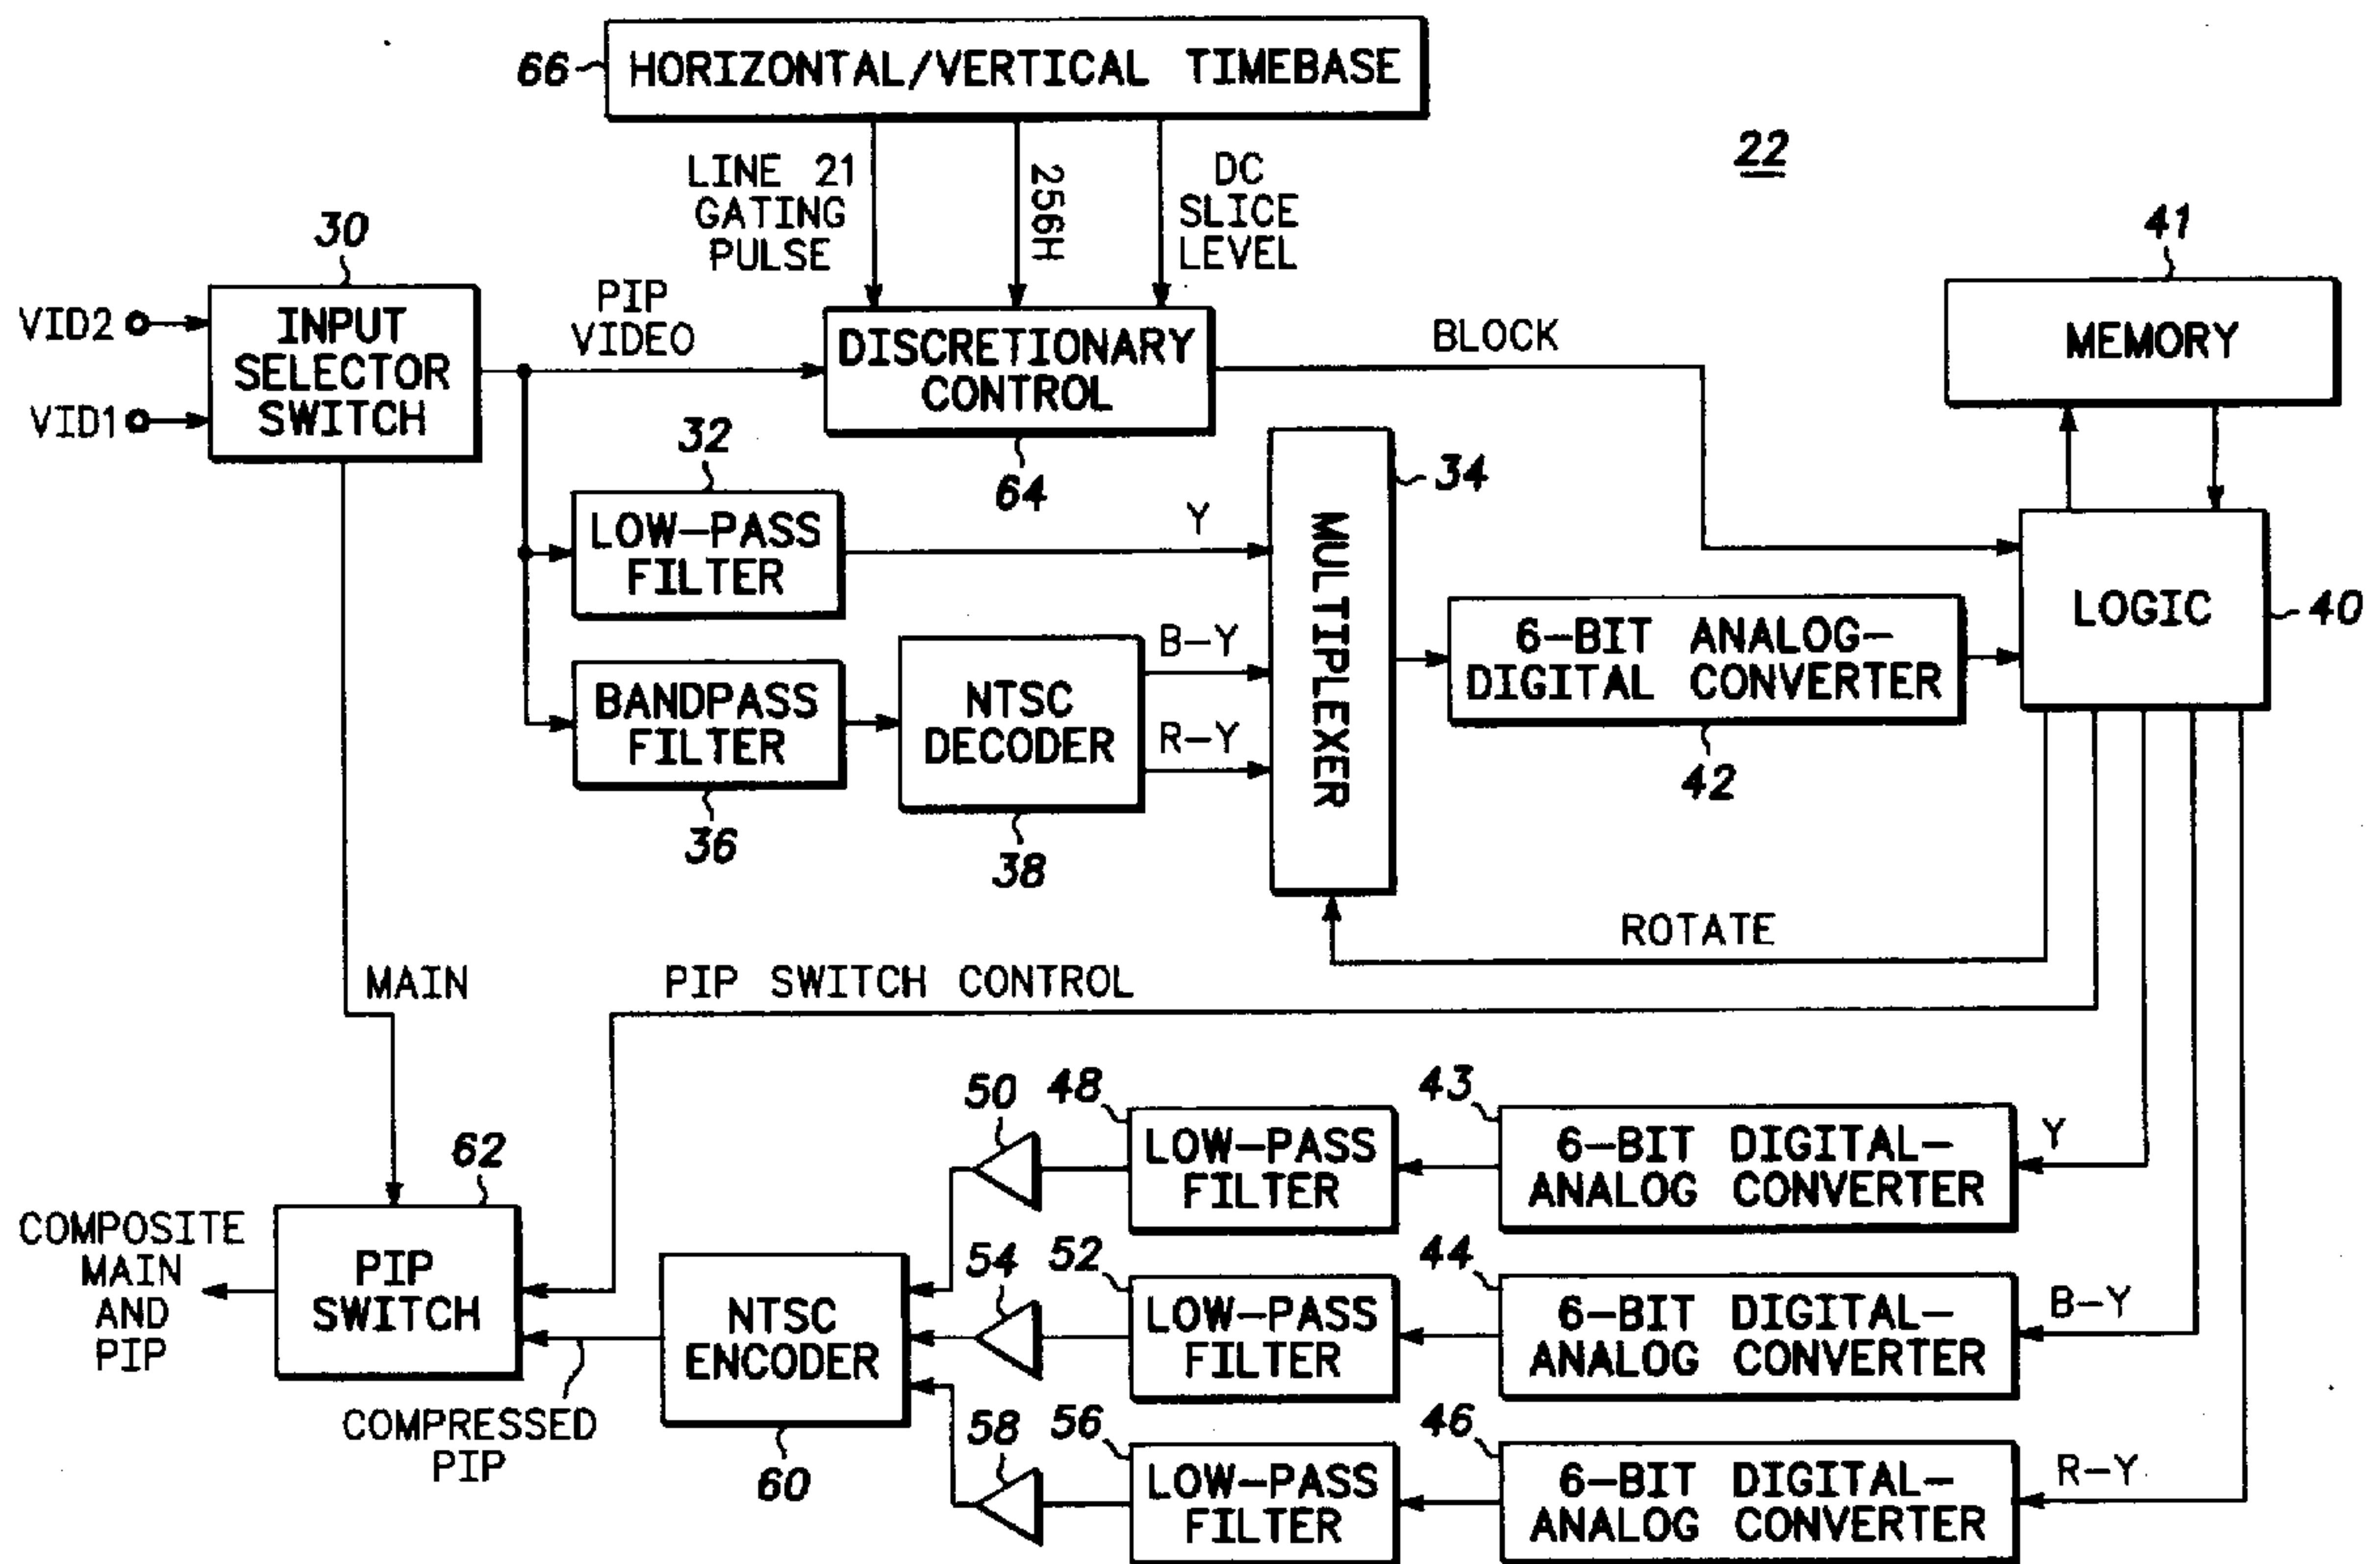 66
HORIZONTAL/VERTICAL TIMEBASE
22
LINE 21
GATING
PULSE
256H
DC
SLICE
LEVEL
30
41
VID2
VID1
INPUT
SELECTOR
SWITCH
PIP
VIDEO
DISCRETIONARY
CONTROL
64
BLOCK
MEMORY
32
LOW-PASS
FILTER
Y
34
MULTIPLEXER
LOGIC
40
BANDPASS
FILTER
36
NTSC
DECODER
38
B-Y
R-Y
6-BIT ANALOG-
DIGITAL CONVERTER
42
ROTATE
MAIN
PIP SWITCH CONTROL
50
48
LOW-PASS
FILTER
43
6-BIT DIGITAL-
ANALOG CONVERTER
Y
62
PIP
SWITCH
COMPOSITE
MAIN
AND
PIP
NTSC
ENCODER
60
COMPRESSED
PIP
54
52
LOW-PASS
FILTER
44
6-BIT DIGITAL-
ANALOG CONVERTER
B-Y
58
56
LOW-PASS
FILTER
46
6-BIT DIGITAL-
ANALOG CONVERTER
R-Y